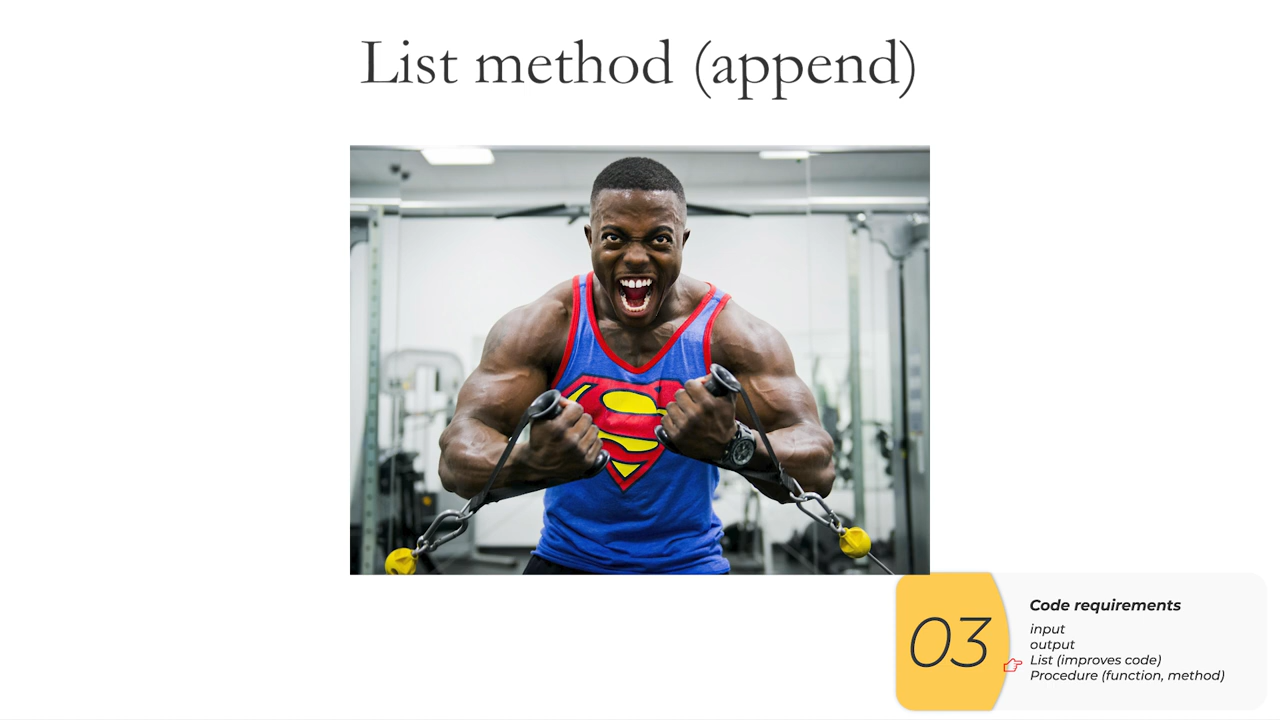 List method (append)
S
03
Code requirements
input
output
List (improves code)
Procedure (function, method)